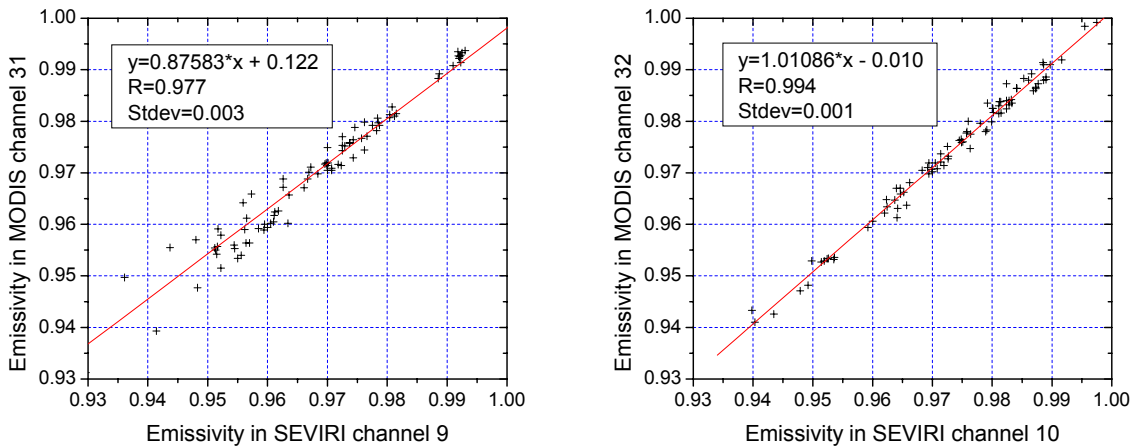 1.00
0.99
0.98
0.97
0.96
0.95
0.94
0.93
Emissivity in MODIS channel 31
y=0.87583*x + 0.122
R=0.977
Stdev=0.003
0.93 0.94 0.95 0.96 0.97 0.98 0.99 1.00
Emissivity in SEVIRI channel 9
1.00
0.99
0.98
0.97
0.96
0.95
0.94
0.93
Emissivity in MODIS channel 32
y=1.01086*x - 0.010
R=0.994
Stdev=0.001
0.93 0.94 0.95 0.96 0.97 0.98 0.99 1.00
Emissivity in SEVIRI channel 10